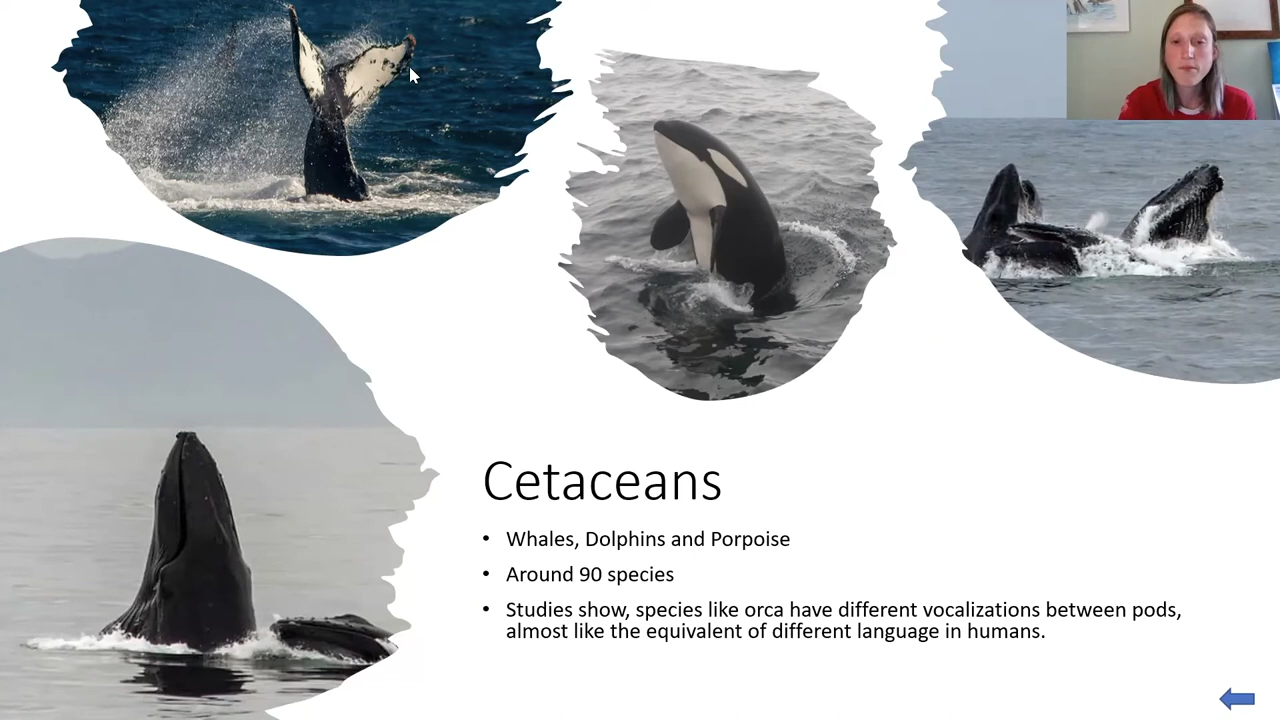 Cetaceans
• Whales, Dolphins and Porpoise
• Around 90 species
• Studies show, species like orca have different vocalizations between pods,
almost like the equivalent of different language in humans.